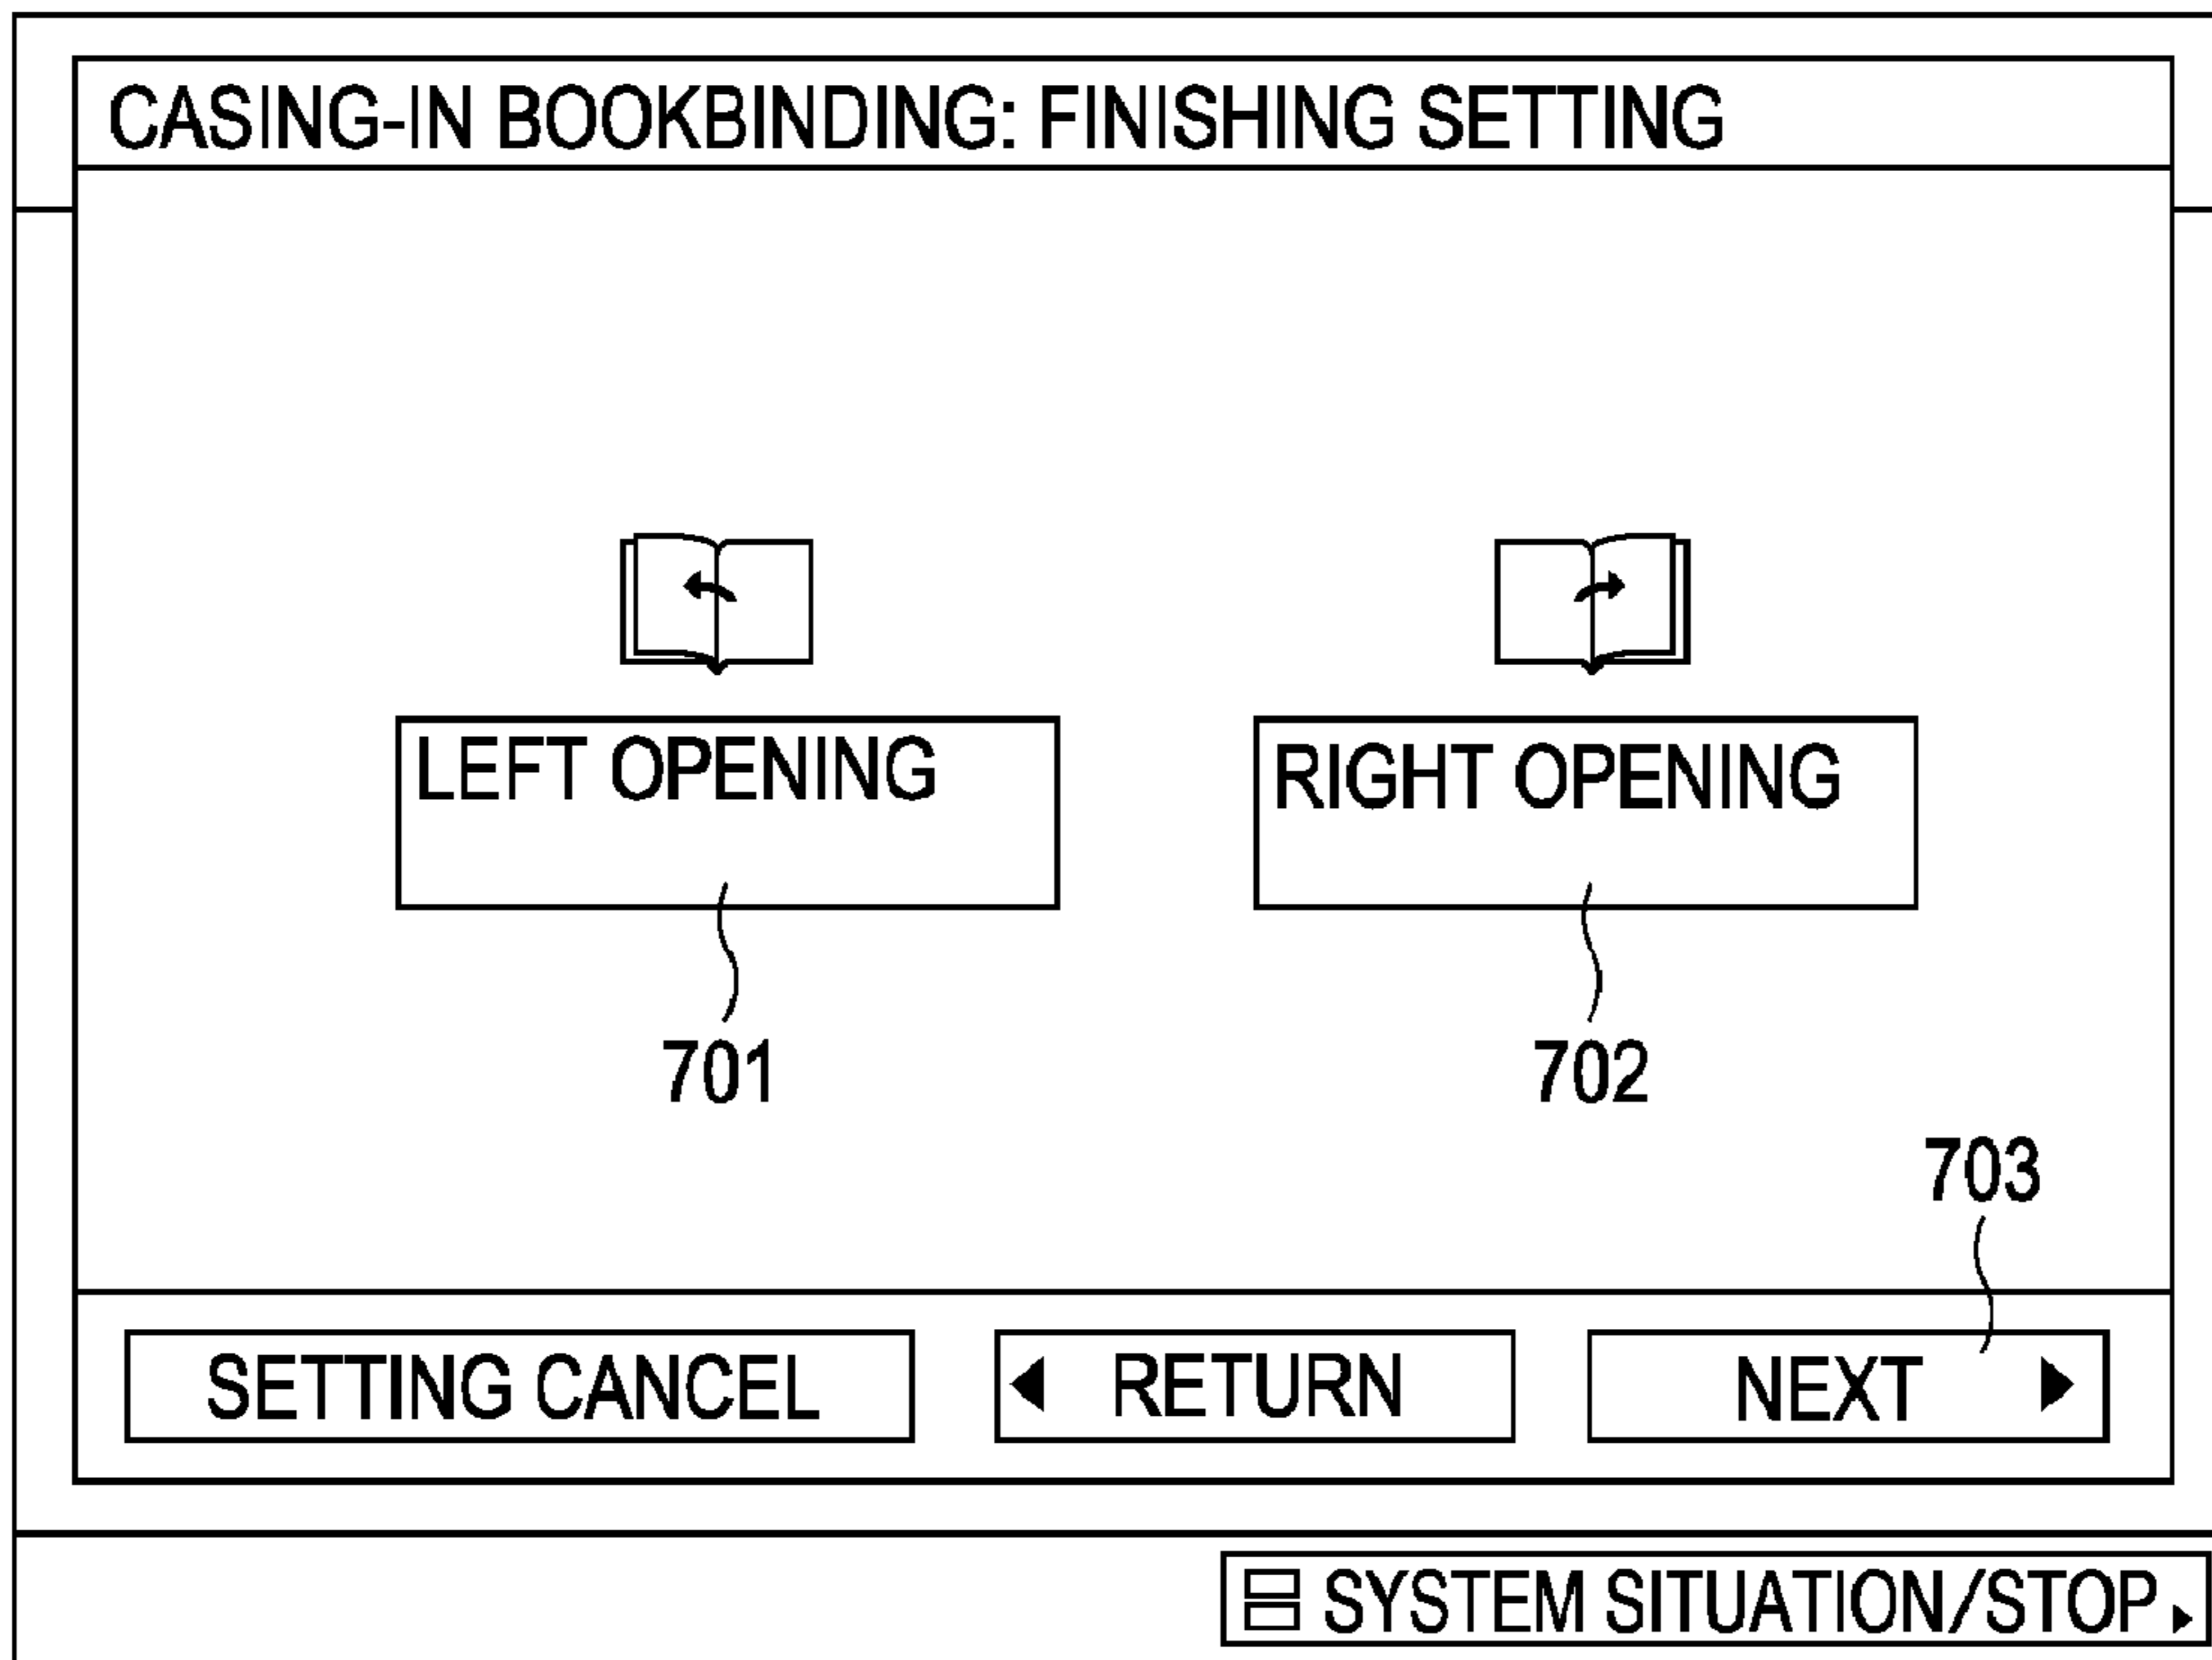 CASING-IN BOOKBINDING: FINISHING SETTING
LEFT OPENING
RIGHT OPENING
701
702
703
SETTING CANCEL
RETURN
NEXT
SYSTEM SITUATION/STOP